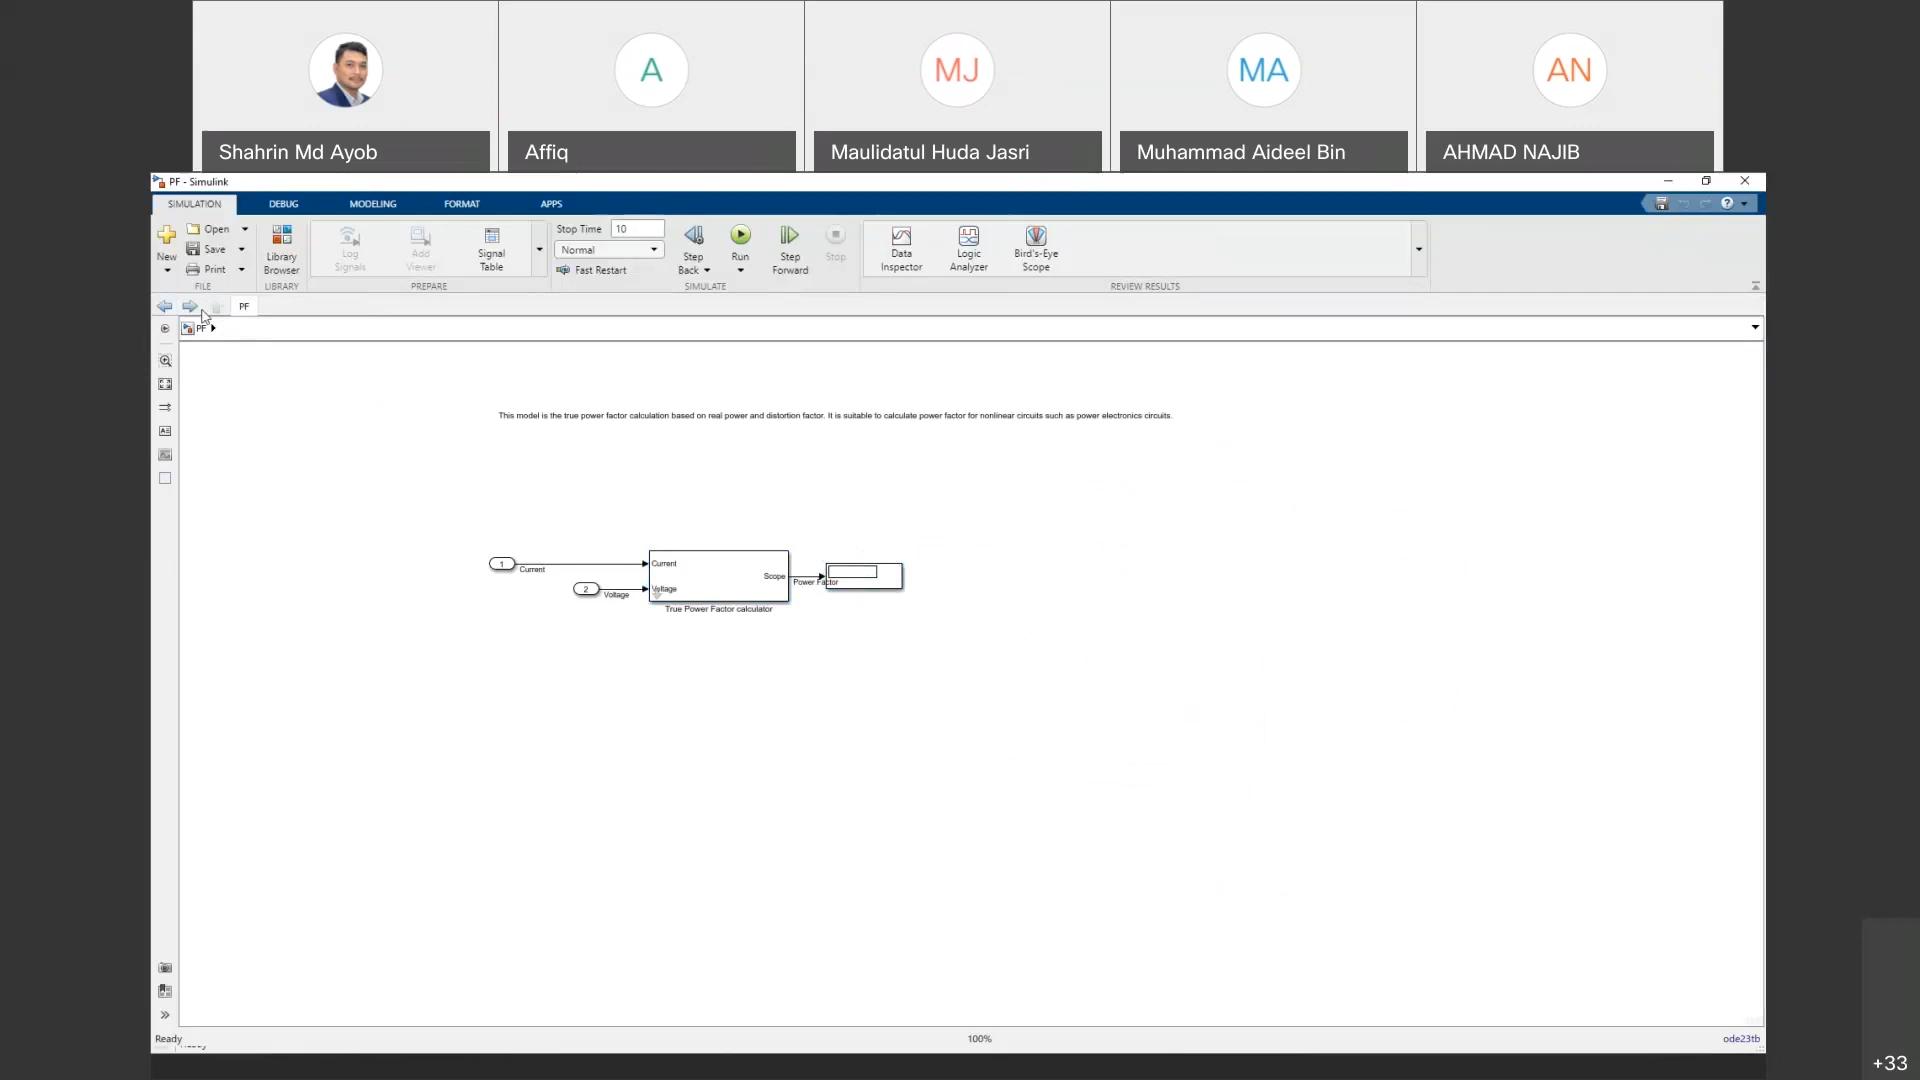 A
MJ
MA
AN
Shahrin Md Ayob
Affiq
Maulidatul Huda Jasri
Muhammad Aideel Bin
AHMAD NAJIB
PF - Simulink
SIMULATION
DEBUG
MODELING
FORMAT
APPS
New
Open
Save
Print
FILE
Library
Browser
LIBRARY
Log
Signals
Add
Viewer
Signal
Table
PREPARE
Stop Time 10
Normal
Fast Restart
Step
Back
Run
Step
Forward
Stop
SIMULATE
Data
Inspector
Logic
Analyzer
Bird's-Eye
Scope
REVIEW RESULTS
PF
PF
This model is the true power factor calculation based on real power and distortion factor. It is suitable to calculate power factor for nonlinear circuits such as power electronics circuits.
1
Current
2
Voltage
Current
Voltage
Scope
Power Factor
True Power Factor calculator
Ready
100%
ode23tb
+33